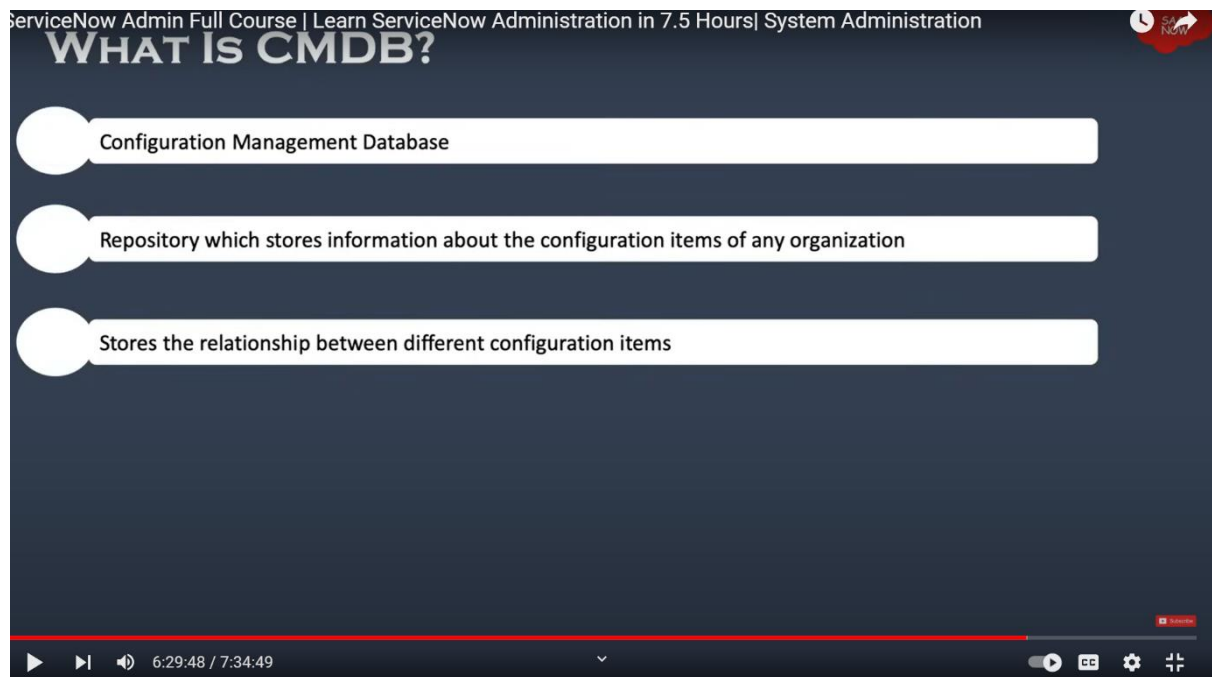 ServiceNow Admin Full Course | Learn ServiceNow Administration in 7.5 Hours| System Administration
WHAT IS CMDB?
Configuration Management Database
Repository which stores information about the configuration items of any organization
Stores the relationship between different configuration items
Subscribe
6:29:48 / 7:34:49
CC